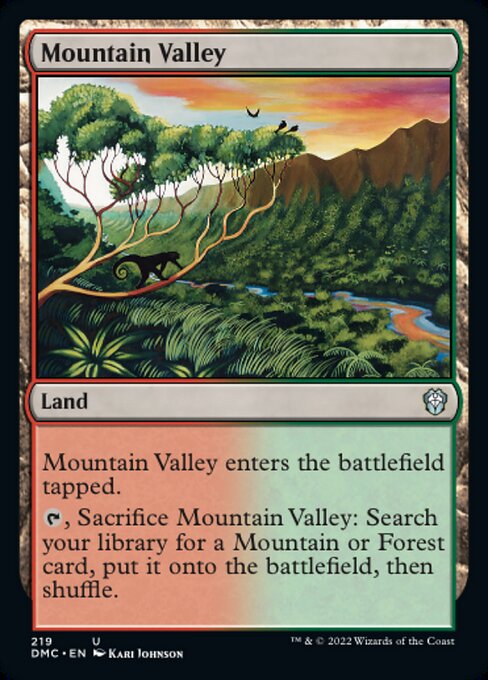 Mountain Valley
Land
Mountain Valley enters the battlefield
tapped.
, Sacrifice Mountain Valley: Search
your library for a Mountain or Forest
card, put it onto the battlefield, then
shuffle.
219 U
DMC • EN Kari Johnson
™ & © 2022 Wizards of the Coast